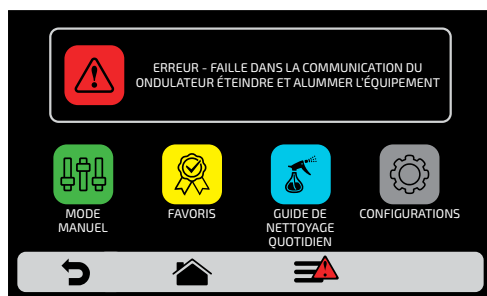 ERREUR - FAILLE DANS LA COMMUNICATION DU
ONDULATEUR ÉTEINDRE ET ALUMMER L'ÉQUIPEMENT
MODE
MANUEL
FAVORIS
GUIDE DE
NETTOYAGE
QUOTIDIEN
CONFIGURATIONS